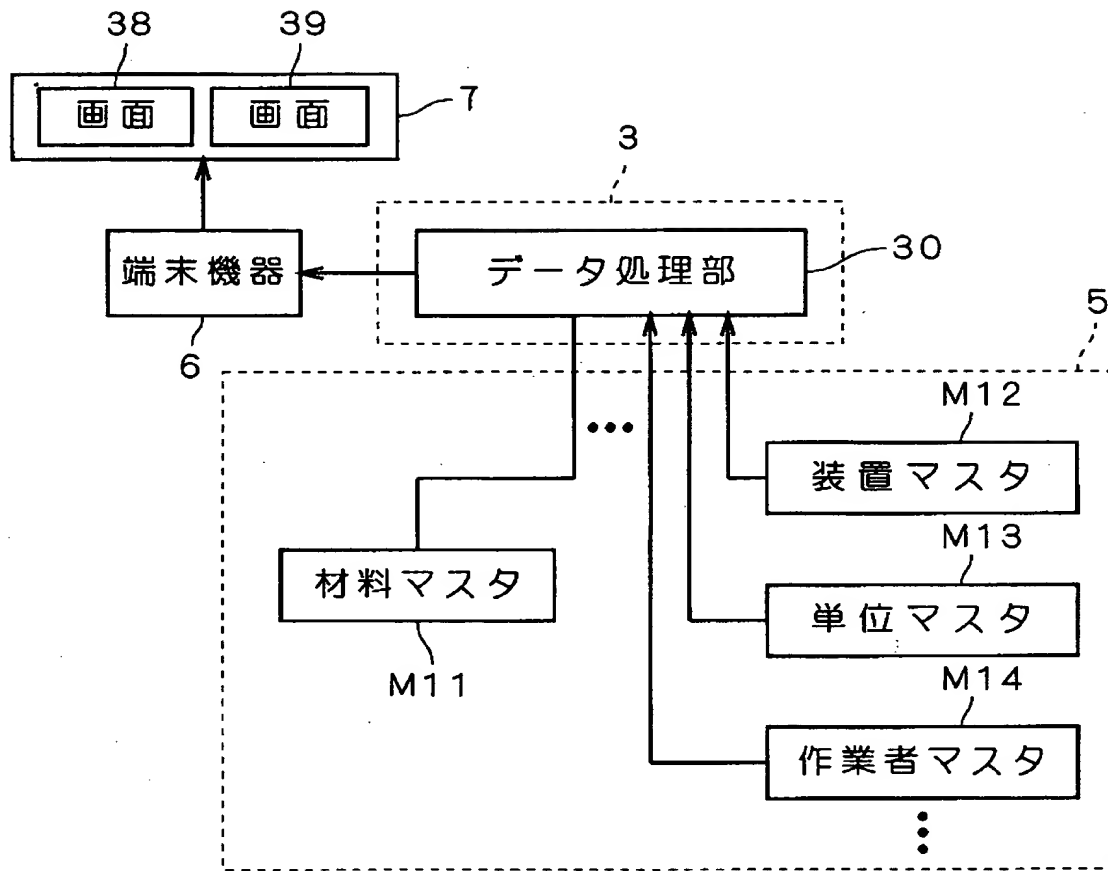 38
39
画面
画面
7
3
端末機器
データ処理部
30
6
5
M12
装置マスタ
M13
材料マスタ
単位マスタ
M11
M14
作業者マスタ